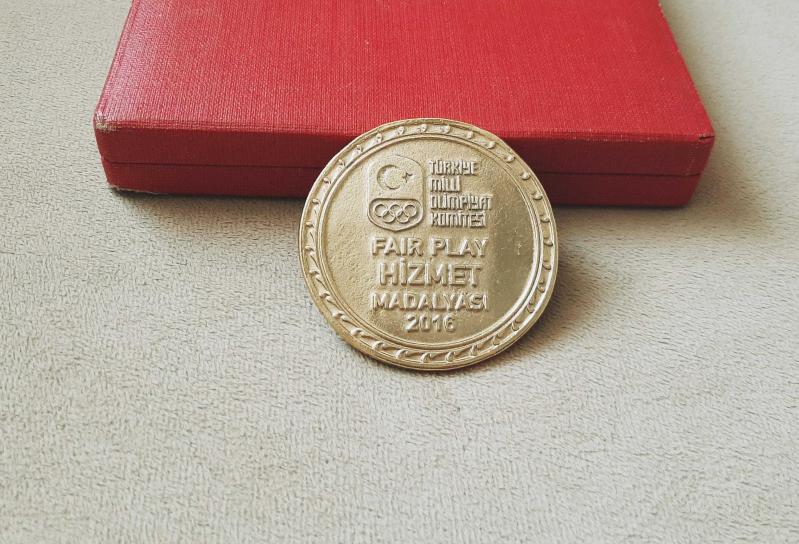 TÜRKİYE
MİLLİ
OLİMPİYAT
KOMİTESİ
FAIR PLAY
HİZMET
MADALYASI
2016